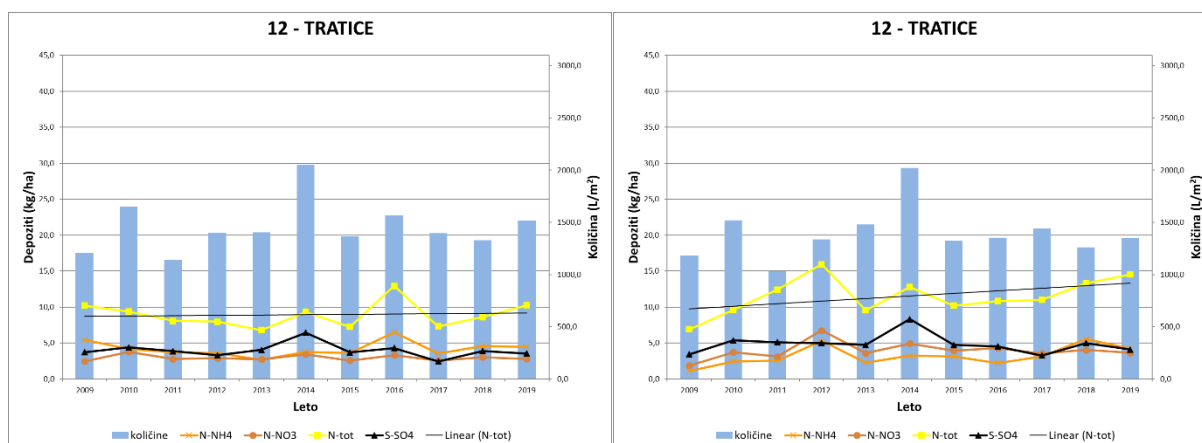 12 - TRATICE
45,0
40,0
35,0
30,0
25,0
20,0
15,0
10,0
5,0
0,0
Depoziti (kg/ha)
3000,0
2500,0
2000,0
1500,0
1000,0
500,0
0,0
Količina (L/m²)
2009 2010 2011 2012 2013 2014 2015 2016 2017 2018 2019
Leto
količine N-NH4 N-NO3 N-tot S-SO4 Linear (N-tot)
12 - TRATICE
45,0
40,0
35,0
30,0
25,0
20,0
15,0
10,0
5,0
0,0
Depoziti (kg/ha)
3000,0
2500,0
2000,0
1500,0
1000,0
500,0
0,0
Količina (L/m²)
2009 2010 2011 2012 2013 2014 2015 2016 2017 2018 2019
Leto
količine N-NH4 N-NO3 N-tot S-SO4 Linear (N-tot)